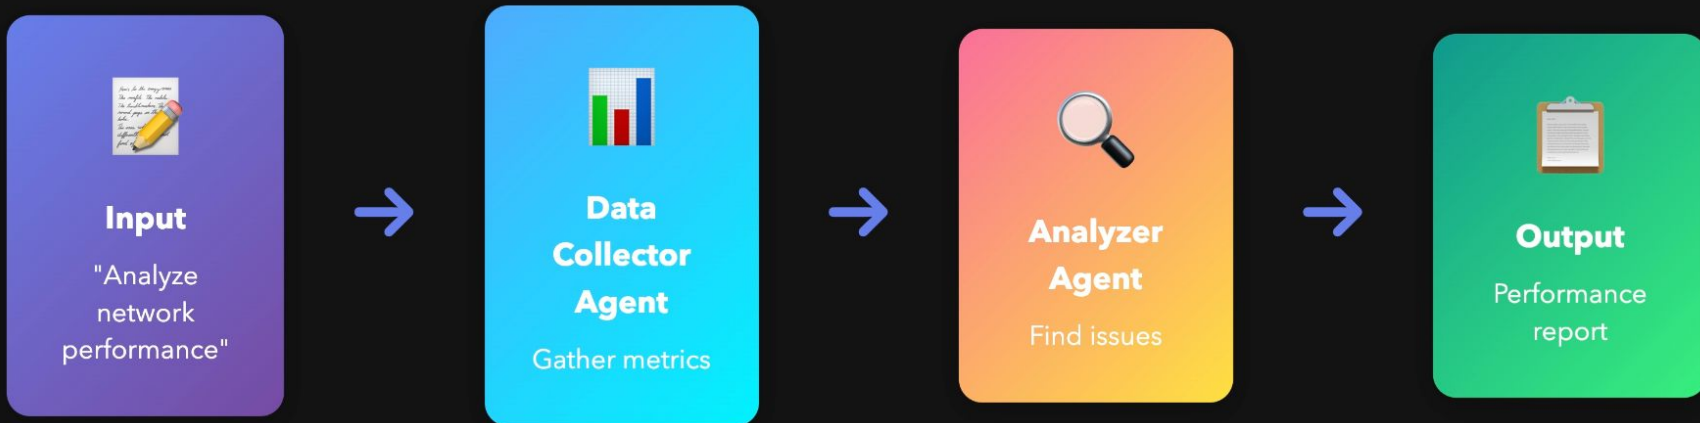 Input
"Analyze
network
performance"
Data
Collector
Agent
Gather metrics
Analyzer
Agent
Find issues
Output
Performance
report